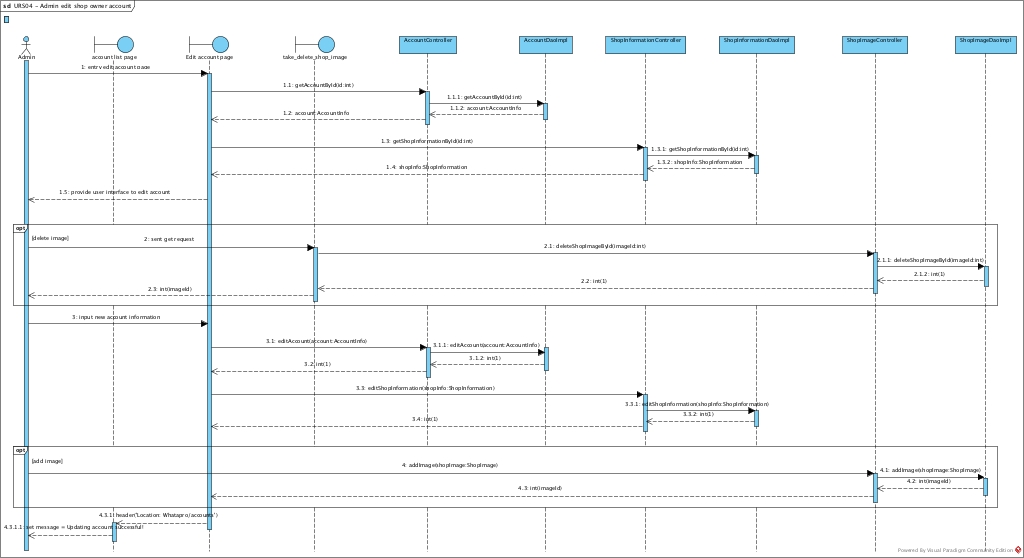 sd URS04 - Admin edit shop owner account
Admin
account list page
Edit account page
take_delete_shop_image
AccountController
AccountDaoImpl
ShopInformationController
ShopInformationDaoImpl
ShopImageController
ShopImageDaoImpl
1: entry edit account page
1.1: getAccountById(id:int)
1.1.1: getAccountById(id:int)
1.1.2: account:AccountInfo
1.2: account:AccountInfo
1.3: getShopInformationById(id:int)
1.3.1: getShopInformationById(id:int)
1.3.2: shopInfo:ShopInformation
1.4: shopInfo:ShopInformation
1.5: provide user interface to edit account
opt
[delete image]
2: sent get request
2.1: deleteShopImageById(imageId:int)
2.1.1: deleteShopImageById(imageId:int)
2.1.2: int(1)
2.2: int(1)
2.3: int(imageId)
3: input new account information
3.1: editAccount(account:AccountInfo)
3.1.1: editAccount(account:AccountInfo)
3.1.2: int(1)
3.2: int(1)
3.3: editShopInformation(shopInfo:ShopInformation)
3.3.1: editShopInformation(shopInfo:ShopInformation)
3.3.2: int(1)
3.4: int(1)
opt
[add image]
4: addImage(shopImage:ShopImage)
4.1: addImage(shopImage:ShopImage)
4.2: int(imageId)
4.3: int(imageId)
4.3.1: header('Location: Whatapro/accounts')
4.3.1.1: set message = Updating account successful!
Powered By Visual Paradigm Community Edition